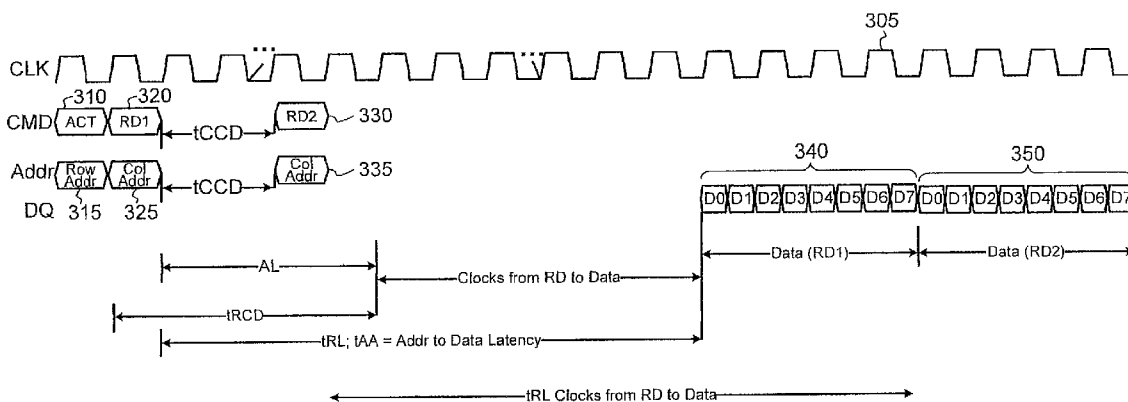 305
CLK
310 320
CMD ACT RD1 tCCD RD2 330
Addr Row Addr Col Addr tCCD Col Addr 335
340 350
315 325
DQ D0 D1 D2 D3 D4 D5 D6 D7 D0 D1 D2 D3 D4 D5 D6 D7
AL Clocks from RD to Data Data (RD1) Data (RD2)
tRCD
tRL; tAA = Addr to Data Latency
tRL Clocks from RD to Data